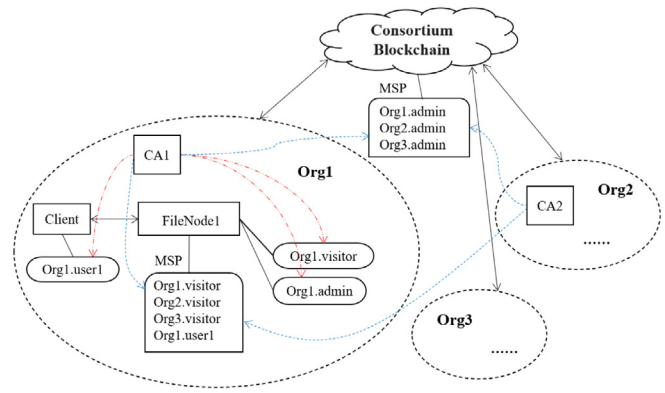 Consortium
Blockchain
MSP
Org1.admin
Org2.admin
Org3.admin
CA1
Org1
Client
FileNode1
Org1.user1
Org1.visitor
Org1.admin
MSP
Org1.visitor
Org2.visitor
Org3.visitor
Org1.user1
Org2
CA2
......
Org3
......